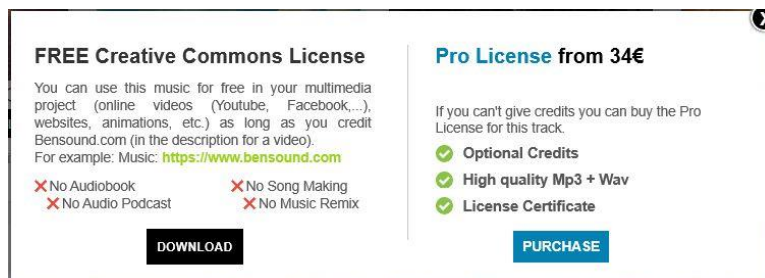 FREE Creative Commons License
You can use this music for free in your multimedia
project (online videos (Youtube, Facebook,...),
websites, animations, etc.) as long as you credit
Bensound.com (in the description for a video).
For example: Music: https://www.bensound.com
No Audiobook
No Song Making
No Audio Podcast
No Music Remix
DOWNLOAD
Pro License from 34€
If you can't give credits you can buy the Pro
License for this track.
Optional Credits
High quality Mp3 + Wav
License Certificate
PURCHASE